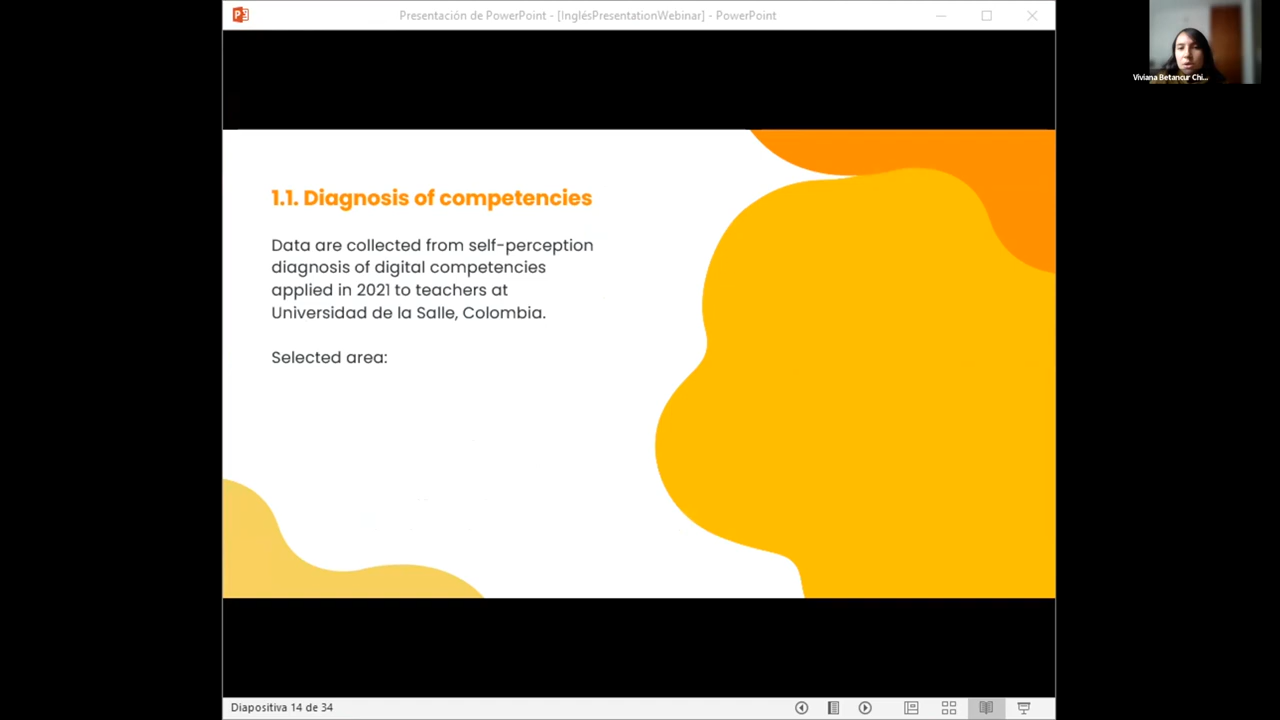 Presentación de PowerPoint - [InglésPresentationWebinar] - PowerPoint
Viviana Betancur Chi...
1.1. Diagnosis of competencies
Data are collected from self-perception
diagnosis of digital competencies
applied in 2021 to teachers at
Universidad de la Salle, Colombia.
Selected area:
Diapositiva 14 de 34